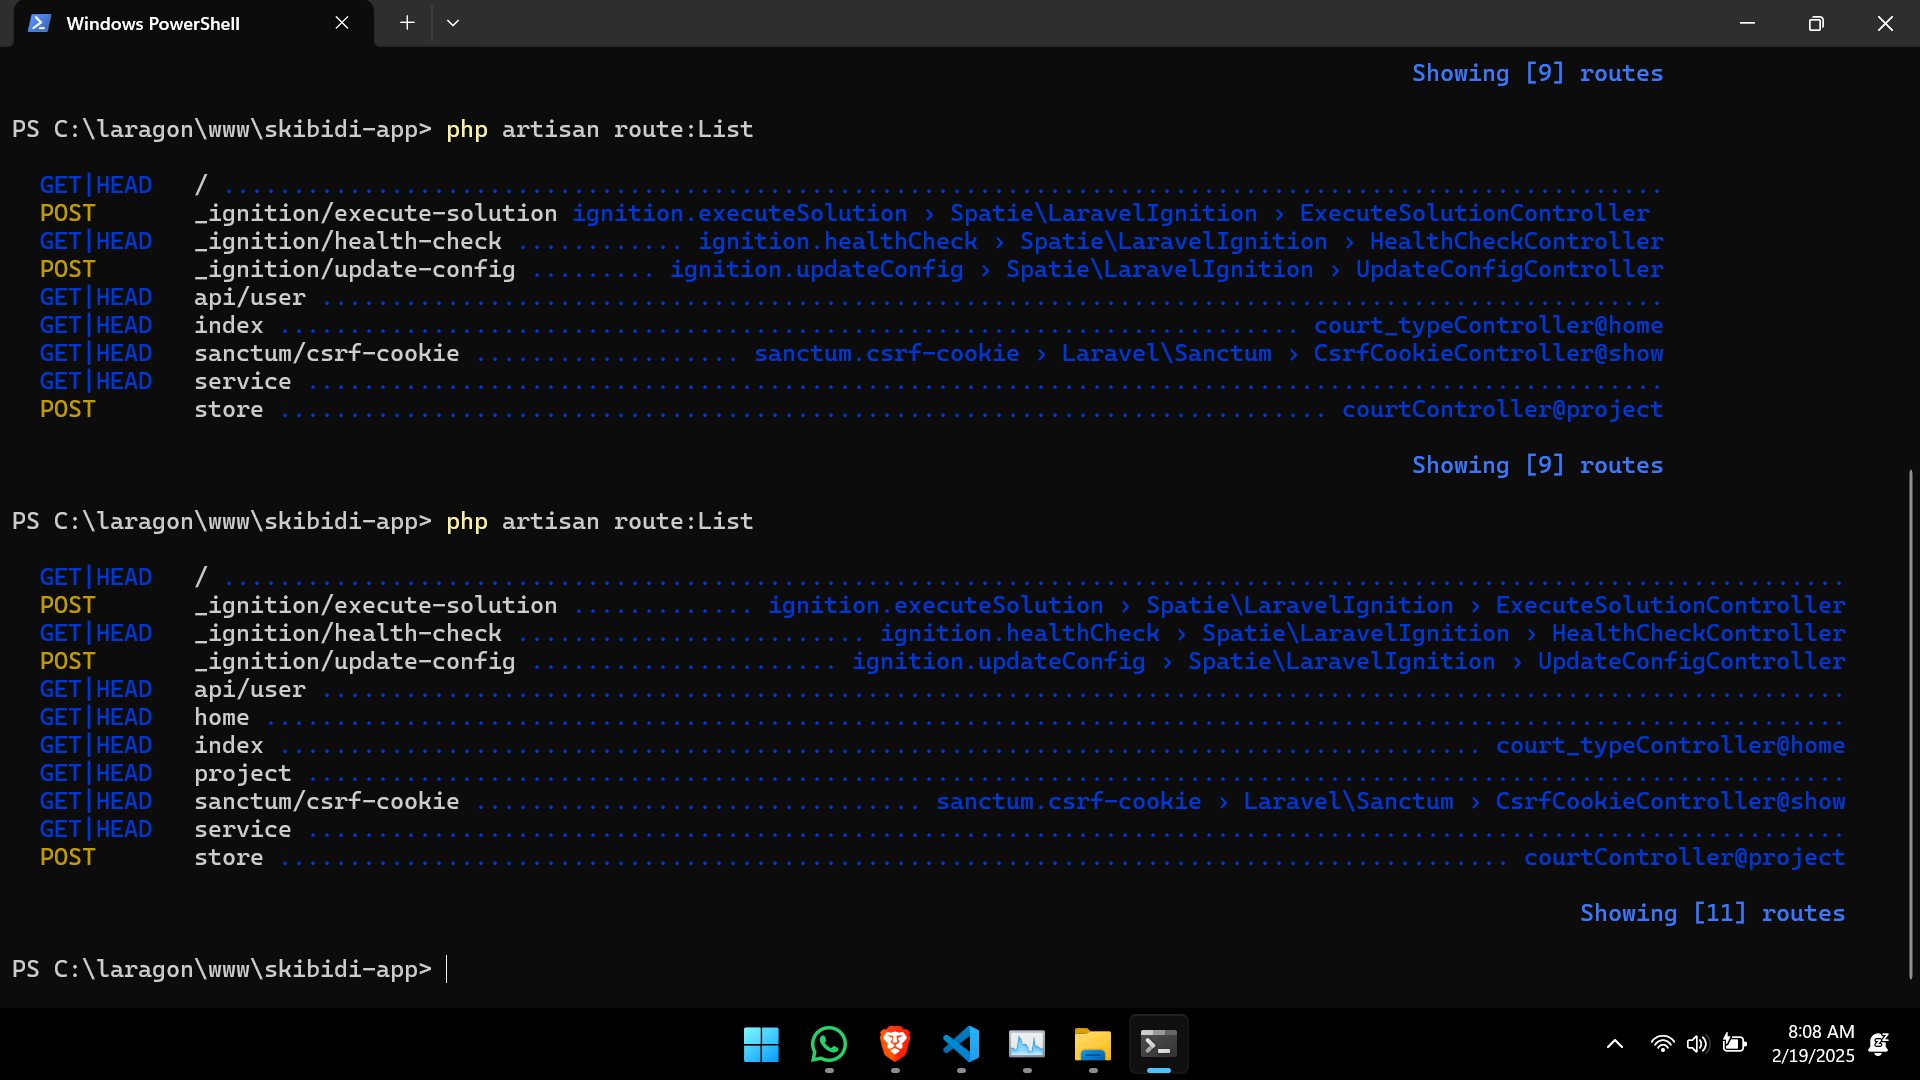 Windows PowerShell
Showing [9] routes
PS C:\laragon\www\skibidi-app> php artisan route:List
GET|HEAD / ........................................................................................................
POST _ignition/execute-solution ignition.executeSolution › Spatie\LaravelIgnition › ExecuteSolutionController
GET|HEAD _ignition/health-check ............ ignition.healthCheck › Spatie\LaravelIgnition › HealthCheckController
POST _ignition/update-config ......... ignition.updateConfig › Spatie\LaravelIgnition › UpdateConfigController
GET|HEAD api/user ................................................................................................
GET|HEAD index ......................................................................... court_typeController@home
GET|HEAD sanctum/csrf-cookie ................... sanctum.csrf-cookie › Laravel\Sanctum › CsrfCookieController@show
GET|HEAD service .................................................................................................
POST store ........................................................................... courtController@project
Showing [9] routes
PS C:\laragon\www\skibidi-app> php artisan route:List
GET|HEAD / .....................................................................................................................
POST _ignition/execute-solution ............. ignition.executeSolution › Spatie\LaravelIgnition › ExecuteSolutionController
GET|HEAD _ignition/health-check ......................... ignition.healthCheck › Spatie\LaravelIgnition › HealthCheckController
POST _ignition/update-config ...................... ignition.updateConfig › Spatie\LaravelIgnition › UpdateConfigController
GET|HEAD api/user .............................................................................................................
GET|HEAD home .................................................................................................................
GET|HEAD index ...................................................................................... court_typeController@home
GET|HEAD project ..............................................................................................................
GET|HEAD sanctum/csrf-cookie ................................ sanctum.csrf-cookie › Laravel\Sanctum › CsrfCookieController@show
GET|HEAD service ..............................................................................................................
POST store ........................................................................................ courtController@project
Showing [11] routes
PS C:\laragon\www\skibidi-app>
8:08 AM
2/19/2025